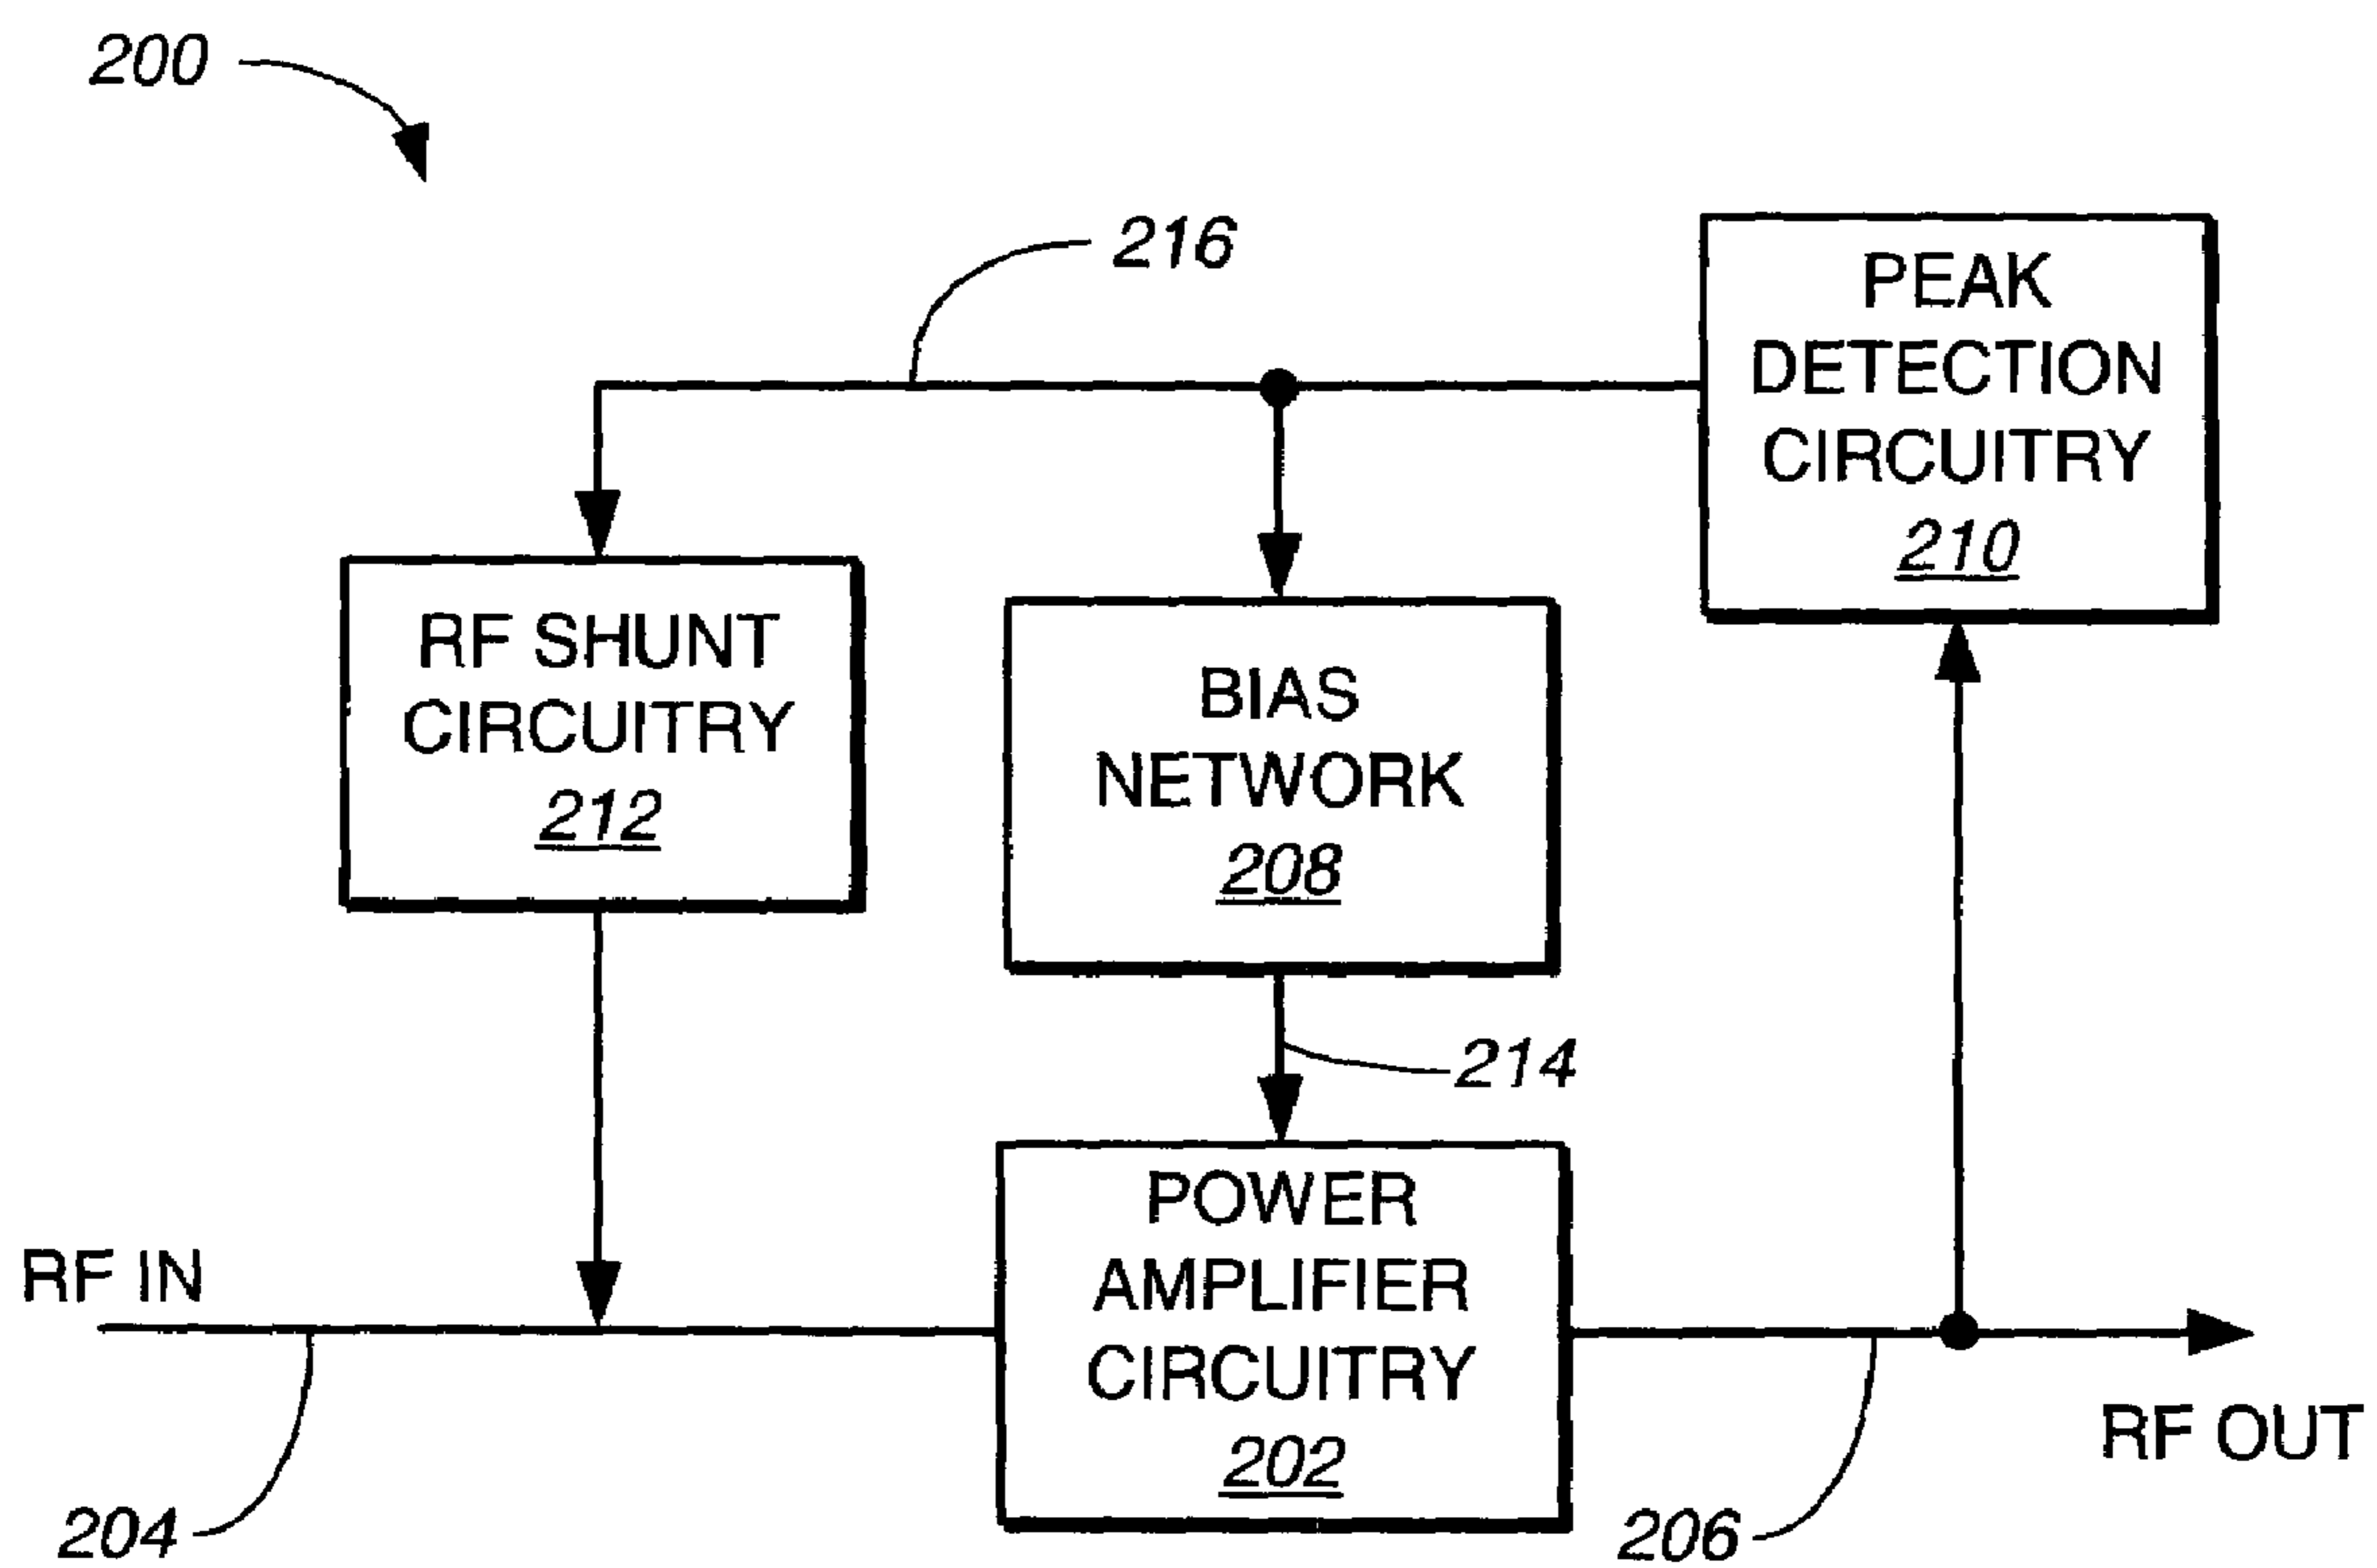 200
216
PEAK
DETECTION
CIRCUITRY
210
RF SHUNT
CIRCUITRY
212
BIAS
NETWORK
208
214
POWER
AMPLIFIER
CIRCUITRY
202
RF IN
204
206
RF OUT